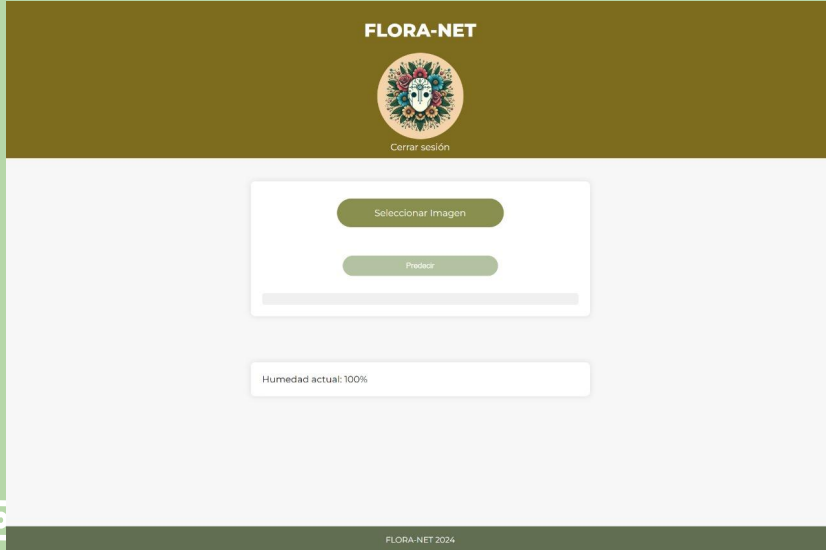 FLORA-NET
Cerrar sesión
Seleccionar Imagen
Predecir
Humedad actual: 100%
FLORA-NET 2024